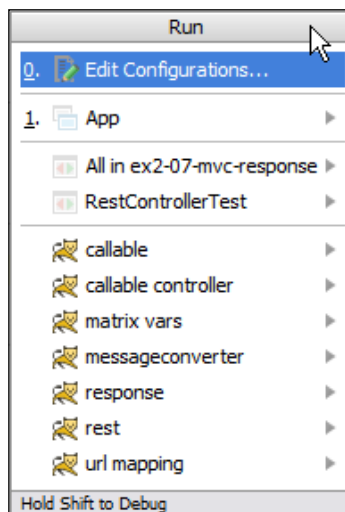 Run
0. Edit Configurations...
1. App
All in ex2-07-mvc-response
RestControllerTest
callable
callable controller
matrix vars
messageconverter
response
rest
url mapping
Hold Shift to Debug